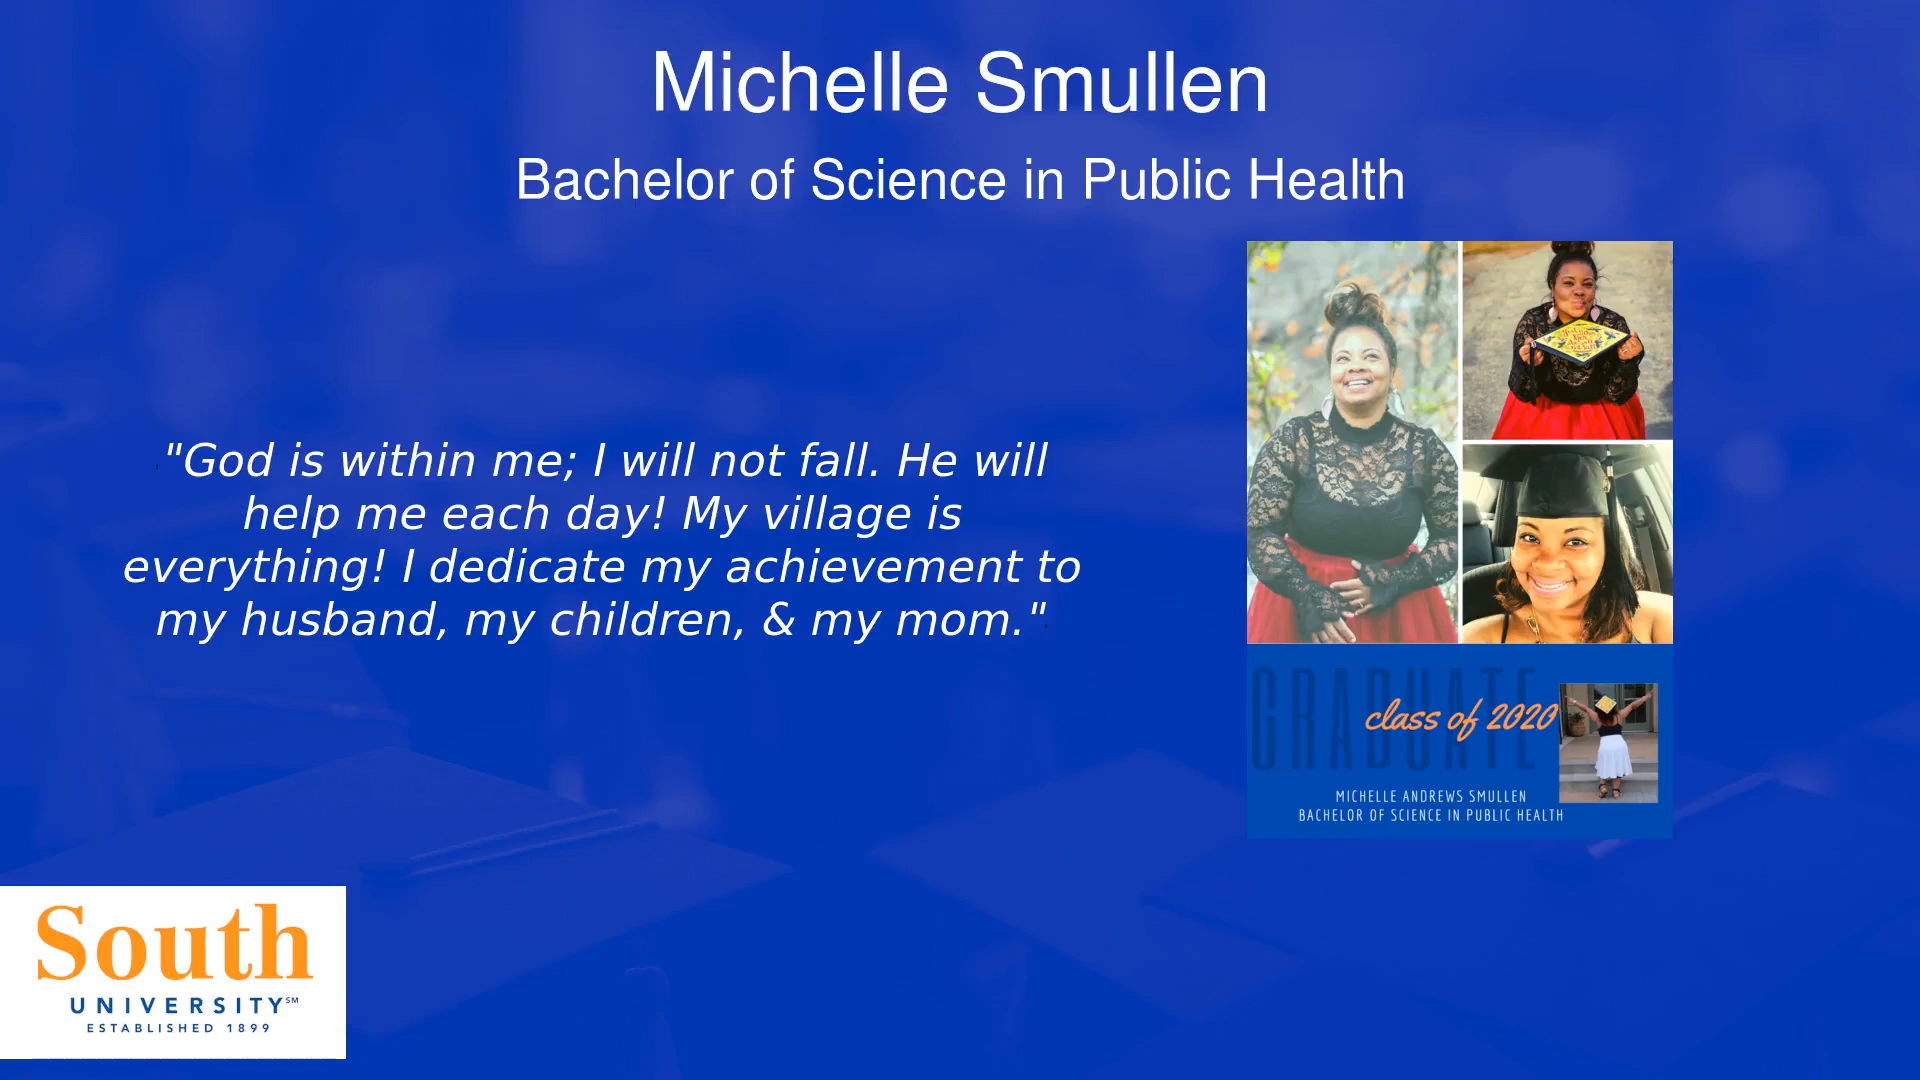 Michelle Smullen
Bachelor of Science in Public Health
"God is within me; I will not fall. He will
help me each day! My village is
everything! I dedicate my achievement to
my husband, my children, & my mom."
GRADUATE
class of 2020
MICHELLE ANDREWS SMULLEN
BACHELOR OF SCIENCE IN PUBLIC HEALTH
South
UNIVERSITY℠
ESTABLISHED 1899